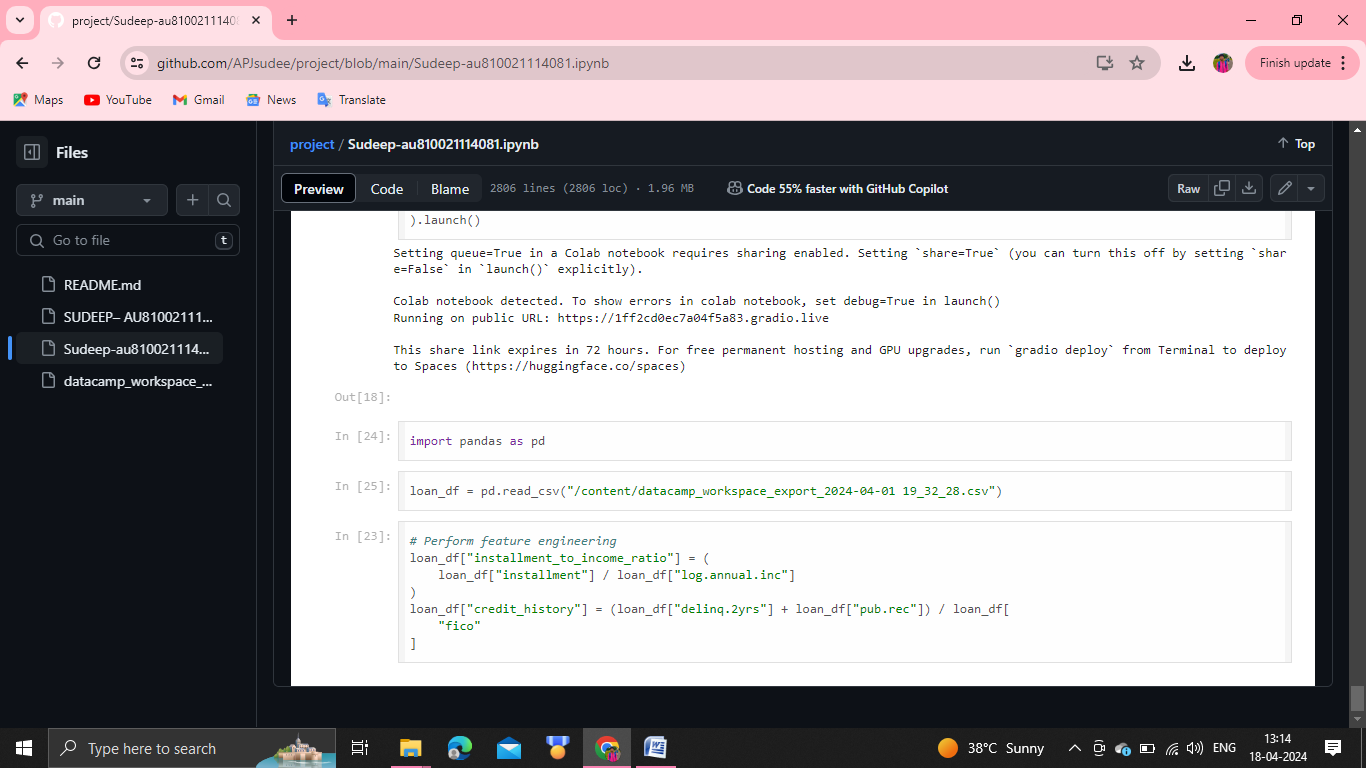 project/Sudeep-au81002111408
github.com/APJsudee/project/blob/main/Sudeep-au810021114081.ipynb
Finish update
Maps
YouTube
Gmail
News
Translate
Files
project / Sudeep-au810021114081.ipynb
Top
main
Preview
Code
Blame
2806 lines (2806 loc) · 1.96 MB
Code 55% faster with GitHub Copilot
Raw
Go to file
t
README.md
SUDEEP– AU81002111...
Sudeep-au810021114...
datacamp_workspace_...
).launch()
Setting queue=True in a Colab notebook requires sharing enabled. Setting `share=True` (you can turn this off by setting `shar
e=False` in `launch()` explicitly).
Colab notebook detected. To show errors in colab notebook, set debug=True in launch()
Running on public URL: https://1ff2cd0ec7a04f5a83.gradio.live
This share link expires in 72 hours. For free permanent hosting and GPU upgrades, run `gradio deploy` from Terminal to deploy
to Spaces (https://huggingface.co/spaces)
Out[18]:
In [24]:
import pandas as pd
In [25]:
loan_df = pd.read_csv("/content/datacamp_workspace_export_2024-04-01 19_32_28.csv")
In [23]:
# Perform feature engineering
loan_df["installment_to_income_ratio"] = (
    loan_df["installment"] / loan_df["log.annual.inc"]
)
loan_df["credit_history"] = (loan_df["delinq.2yrs"] + loan_df["pub.rec"]) / loan_df[
    "fico"
]
Type here to search
38°C Sunny
ENG
13:14
18-04-2024